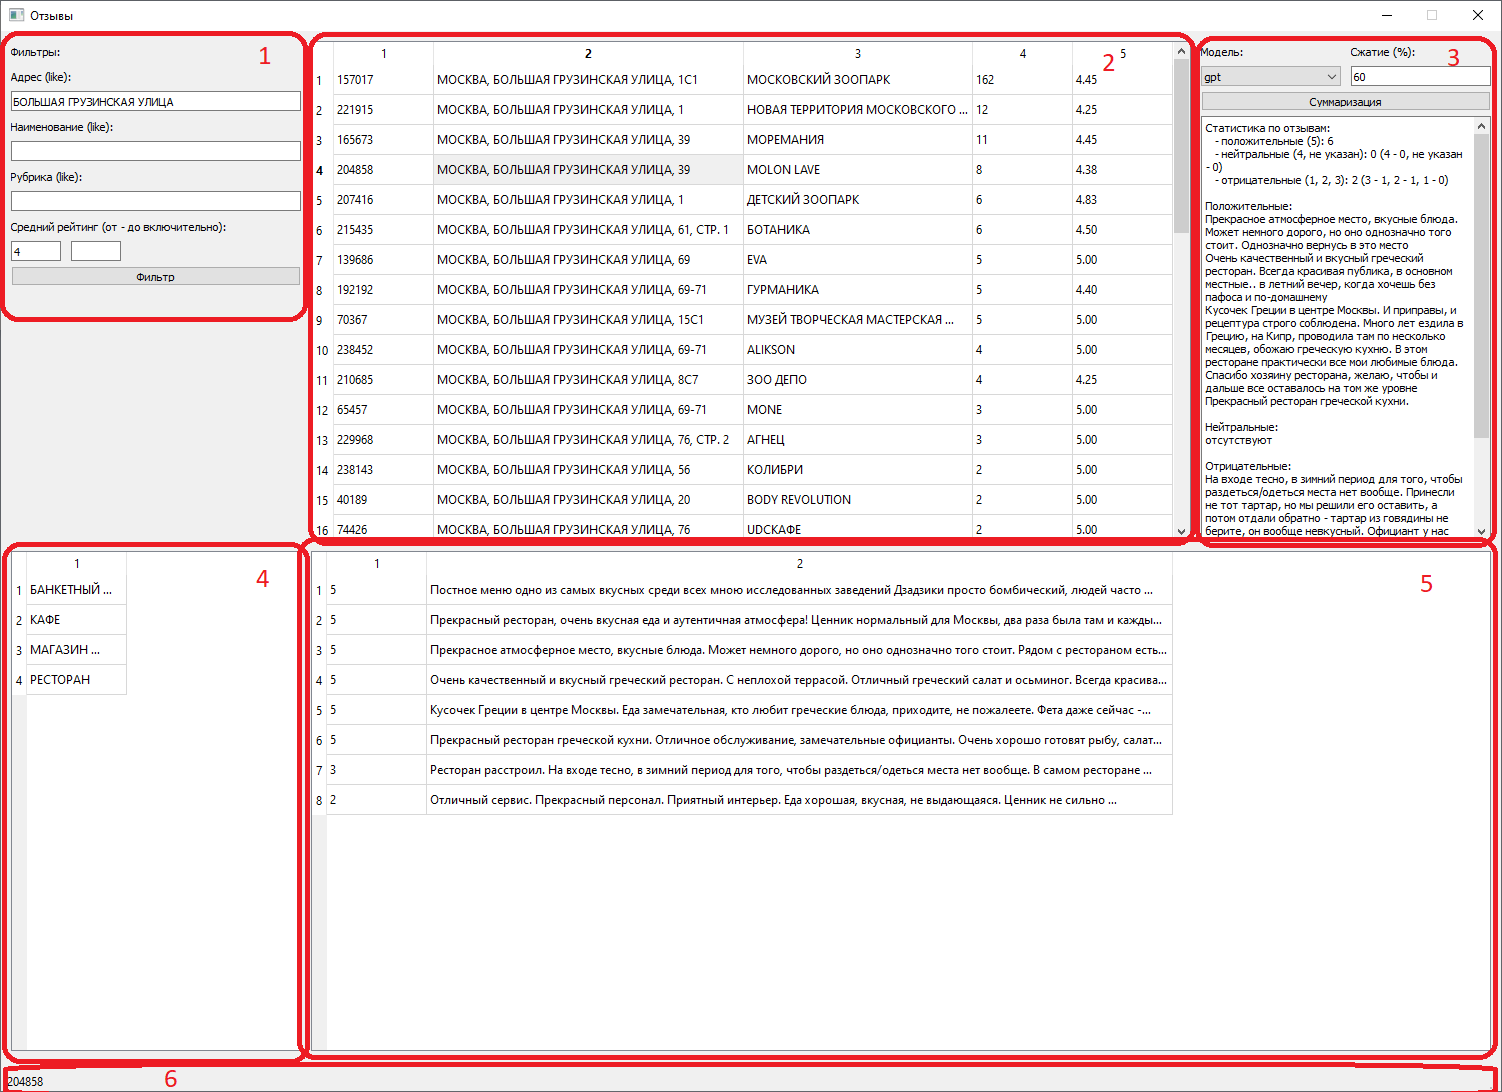 Отзывы
Фильтры:
1
Адрес (like):
БОЛЬШАЯ ГРУЗИНСКАЯ УЛИЦА
Наименование (like):
Рубрика (like):
Средний рейтинг (от - до включительно):
4
Фильтр
1 2 3 4 5
2
1 157017 МОСКВА, БОЛЬШАЯ ГРУЗИНСКАЯ УЛИЦА, 1С1 МОСКОВСКИЙ ЗООПАРК 162 4.45
2 221915 МОСКВА, БОЛЬШАЯ ГРУЗИНСКАЯ УЛИЦА, 1 НОВАЯ ТЕРРИТОРИЯ МОСКОВСКОГО ... 12 4.25
3 165673 МОСКВА, БОЛЬШАЯ ГРУЗИНСКАЯ УЛИЦА, 39 МОРЕМАНИЯ 11 4.45
4 204858 МОСКВА, БОЛЬШАЯ ГРУЗИНСКАЯ УЛИЦА, 39 MOLON LAVE 8 4.38
5 207416 МОСКВА, БОЛЬШАЯ ГРУЗИНСКАЯ УЛИЦА, 1 ДЕТСКИЙ ЗООПАРК 6 4.83
6 215435 МОСКВА, БОЛЬШАЯ ГРУЗИНСКАЯ УЛИЦА, 61, СТР. 1 БОТАНИКА 6 4.50
7 139686 МОСКВА, БОЛЬШАЯ ГРУЗИНСКАЯ УЛИЦА, 69 EVA 5 5.00
8 192192 МОСКВА, БОЛЬШАЯ ГРУЗИНСКАЯ УЛИЦА, 69-71 ГУРМАНИКА 5 4.40
9 70367 МОСКВА, БОЛЬШАЯ ГРУЗИНСКАЯ УЛИЦА, 15С1 МУЗЕЙ ТВОРЧЕСКАЯ МАСТЕРСКАЯ ... 5 5.00
10 238452 МОСКВА, БОЛЬШАЯ ГРУЗИНСКАЯ УЛИЦА, 69-71 ALIKSON 4 5.00
11 210685 МОСКВА, БОЛЬШАЯ ГРУЗИНСКАЯ УЛИЦА, 8С7 ЗОО ДЕПО 4 4.25
12 65457 МОСКВА, БОЛЬШАЯ ГРУЗИНСКАЯ УЛИЦА, 69-71 MONE 3 5.00
13 229968 МОСКВА, БОЛЬШАЯ ГРУЗИНСКАЯ УЛИЦА, 76, СТР. 2 АГНЕЦ 3 5.00
14 238143 МОСКВА, БОЛЬШАЯ ГРУЗИНСКАЯ УЛИЦА, 56 КОЛИБРИ 2 5.00
15 40189 МОСКВА, БОЛЬШАЯ ГРУЗИНСКАЯ УЛИЦА, 20 BODY REVOLUTION 2 5.00
16 74426 МОСКВА, БОЛЬШАЯ ГРУЗИНСКАЯ УЛИЦА, 76 UDCКАФЕ 2 5.00
Модель: Сжатие (%):
3
gpt 60
Суммаризация
Статистика по отзывам:
- положительные (5): 6
- нейтральные (4, не указан): 0 (4 - 0, не указан
- 0)
- отрицательные (1, 2, 3): 2 (3 - 1, 2 - 1, 1 - 0)
Положительные:
Прекрасное атмосферное место, вкусные блюда.
Может немного дорого, но оно однозначно того
стоит. Однозначно вернусь в это место
Очень качественный и вкусный греческий
ресторан. Всегда красивая публика, в основном
местные.. в летний вечер, когда хочешь без
пафоса и по-домашнему
Кусочек Греции в центре Москвы. И приправы, и
рецептура строго соблюдена. Много лет ездила в
Грецию, на Кипр, проводила там по несколько
месяцев, обожаю греческую кухню. В этом
ресторане практически все мои любимые блюда.
Спасибо хозяину ресторана, желаю, чтобы и
дальше все оставалось на том же уровне
Прекрасный ресторан греческой кухни.
Нейтральные:
отсутствуют
Отрицательные:
На входе тесно, в зимний период для того, чтобы
раздеться/одеться места нет вообще. Принесли
не тот тартар, но мы решили его оставить, а
потом отдали обратно - тартар из говядины не
берите, он вообще невкусный. Официант у нас
1
4
1 БАНКЕТНЫЙ ...
2 КАФЕ
3 МАГАЗИН ...
4 РЕСТОРАН
1 2
5
1 5 Постное меню одно из самых вкусных среди всех мною исследованных заведений Дзадзики просто бомбический, людей часто ...
2 5 Прекрасный ресторан, очень вкусная еда и аутентичная атмосфера! Ценник нормальный для Москвы, два раза была там и кажды...
3 5 Прекрасное атмосферное место, вкусные блюда. Может немного дорого, но оно однозначно того стоит. Рядом с рестораном есть...
4 5 Очень качественный и вкусный греческий ресторан. С неплохой террасой. Отличный греческий салат и осьминог. Всегда красива...
5 5 Кусочек Греции в центре Москвы. Еда замечательная, кто любит греческие блюда, приходите, не пожалеете. Фета даже сейчас -...
6 5 Прекрасный ресторан греческой кухни. Отличное обслуживание, замечательные официанты. Очень хорошо готовят рыбу, салат...
7 3 Ресторан расстроил. На входе тесно, в зимний период для того, чтобы раздеться/одеться места нет вообще. В самом ресторане ...
8 2 Отличный сервис. Прекрасный персонал. Приятный интерьер. Еда хорошая, вкусная, не выдающаяся. Ценник не сильно ...
204858
6